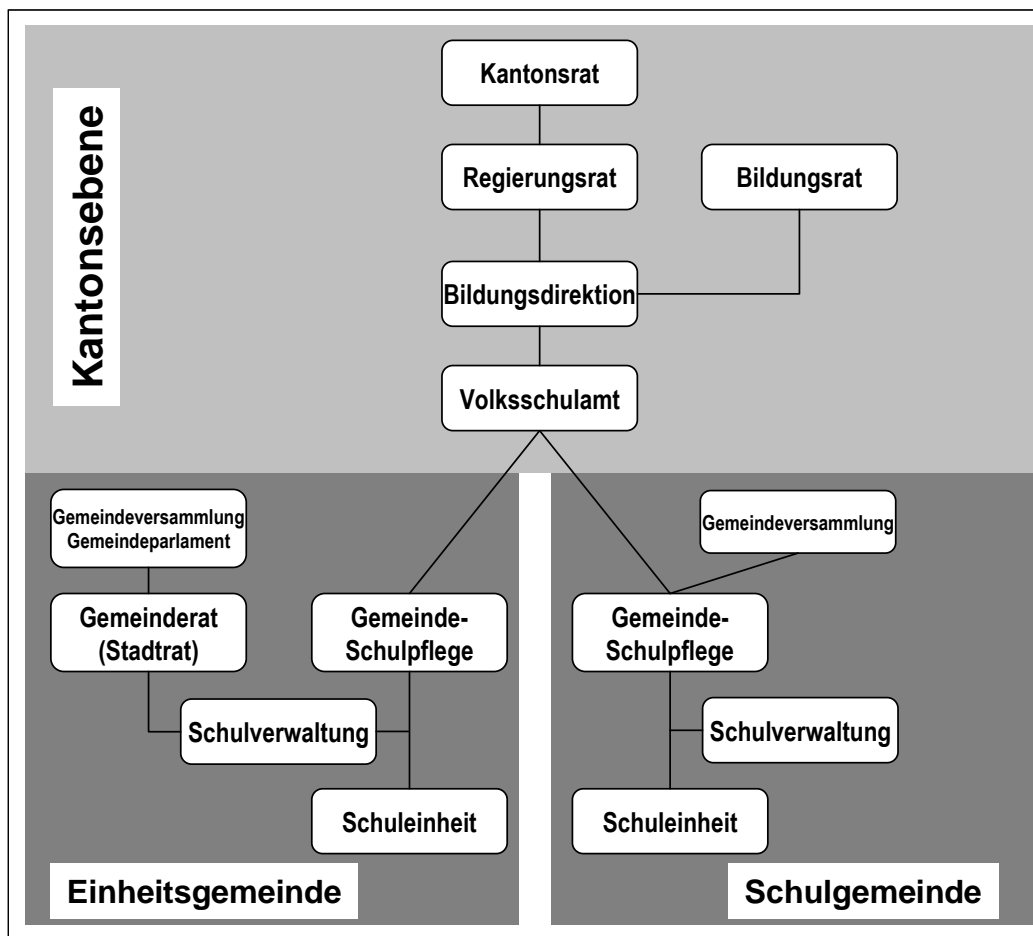 Kantonsebene
Kantonsrat
Regierungsrat
Bildungsrat
Bildungsdirektion
Volksschulamt
Gemeindeversammlung
Gemeindeparlament
Gemeinderat
(Stadtrat)
Gemeinde-
Schulpflege
Schulverwaltung
Schuleinheit
Einheitsgemeinde
Gemeindeversammlung
Gemeinde-
Schulpflege
Schulverwaltung
Schuleinheit
Schulgemeinde